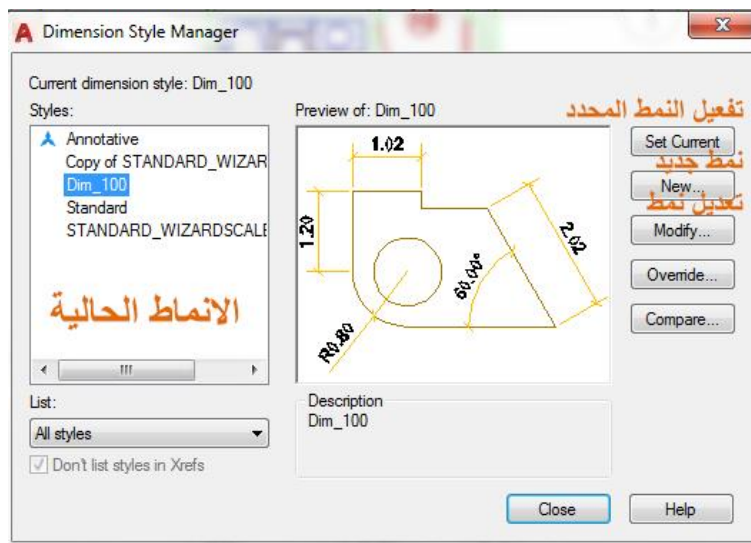 Dimension Style Manager
Current dimension style: Dim_100
Styles:
Annotative
Copy of STANDARD_WIZAR
Dim_100
Standard
STANDARD_WIZARDSCALE
الانماط الحالية
List:
All styles
Don't list styles in Xrefs
Preview of: Dim_100
1.02
1.20
2.02
60.00°
R0.80
Description
Dim_100
تفعيل النمط المحدد
Set Current
نمط جديد
New...
تعديل نمط
Modify...
Override...
Compare...
Close
Help